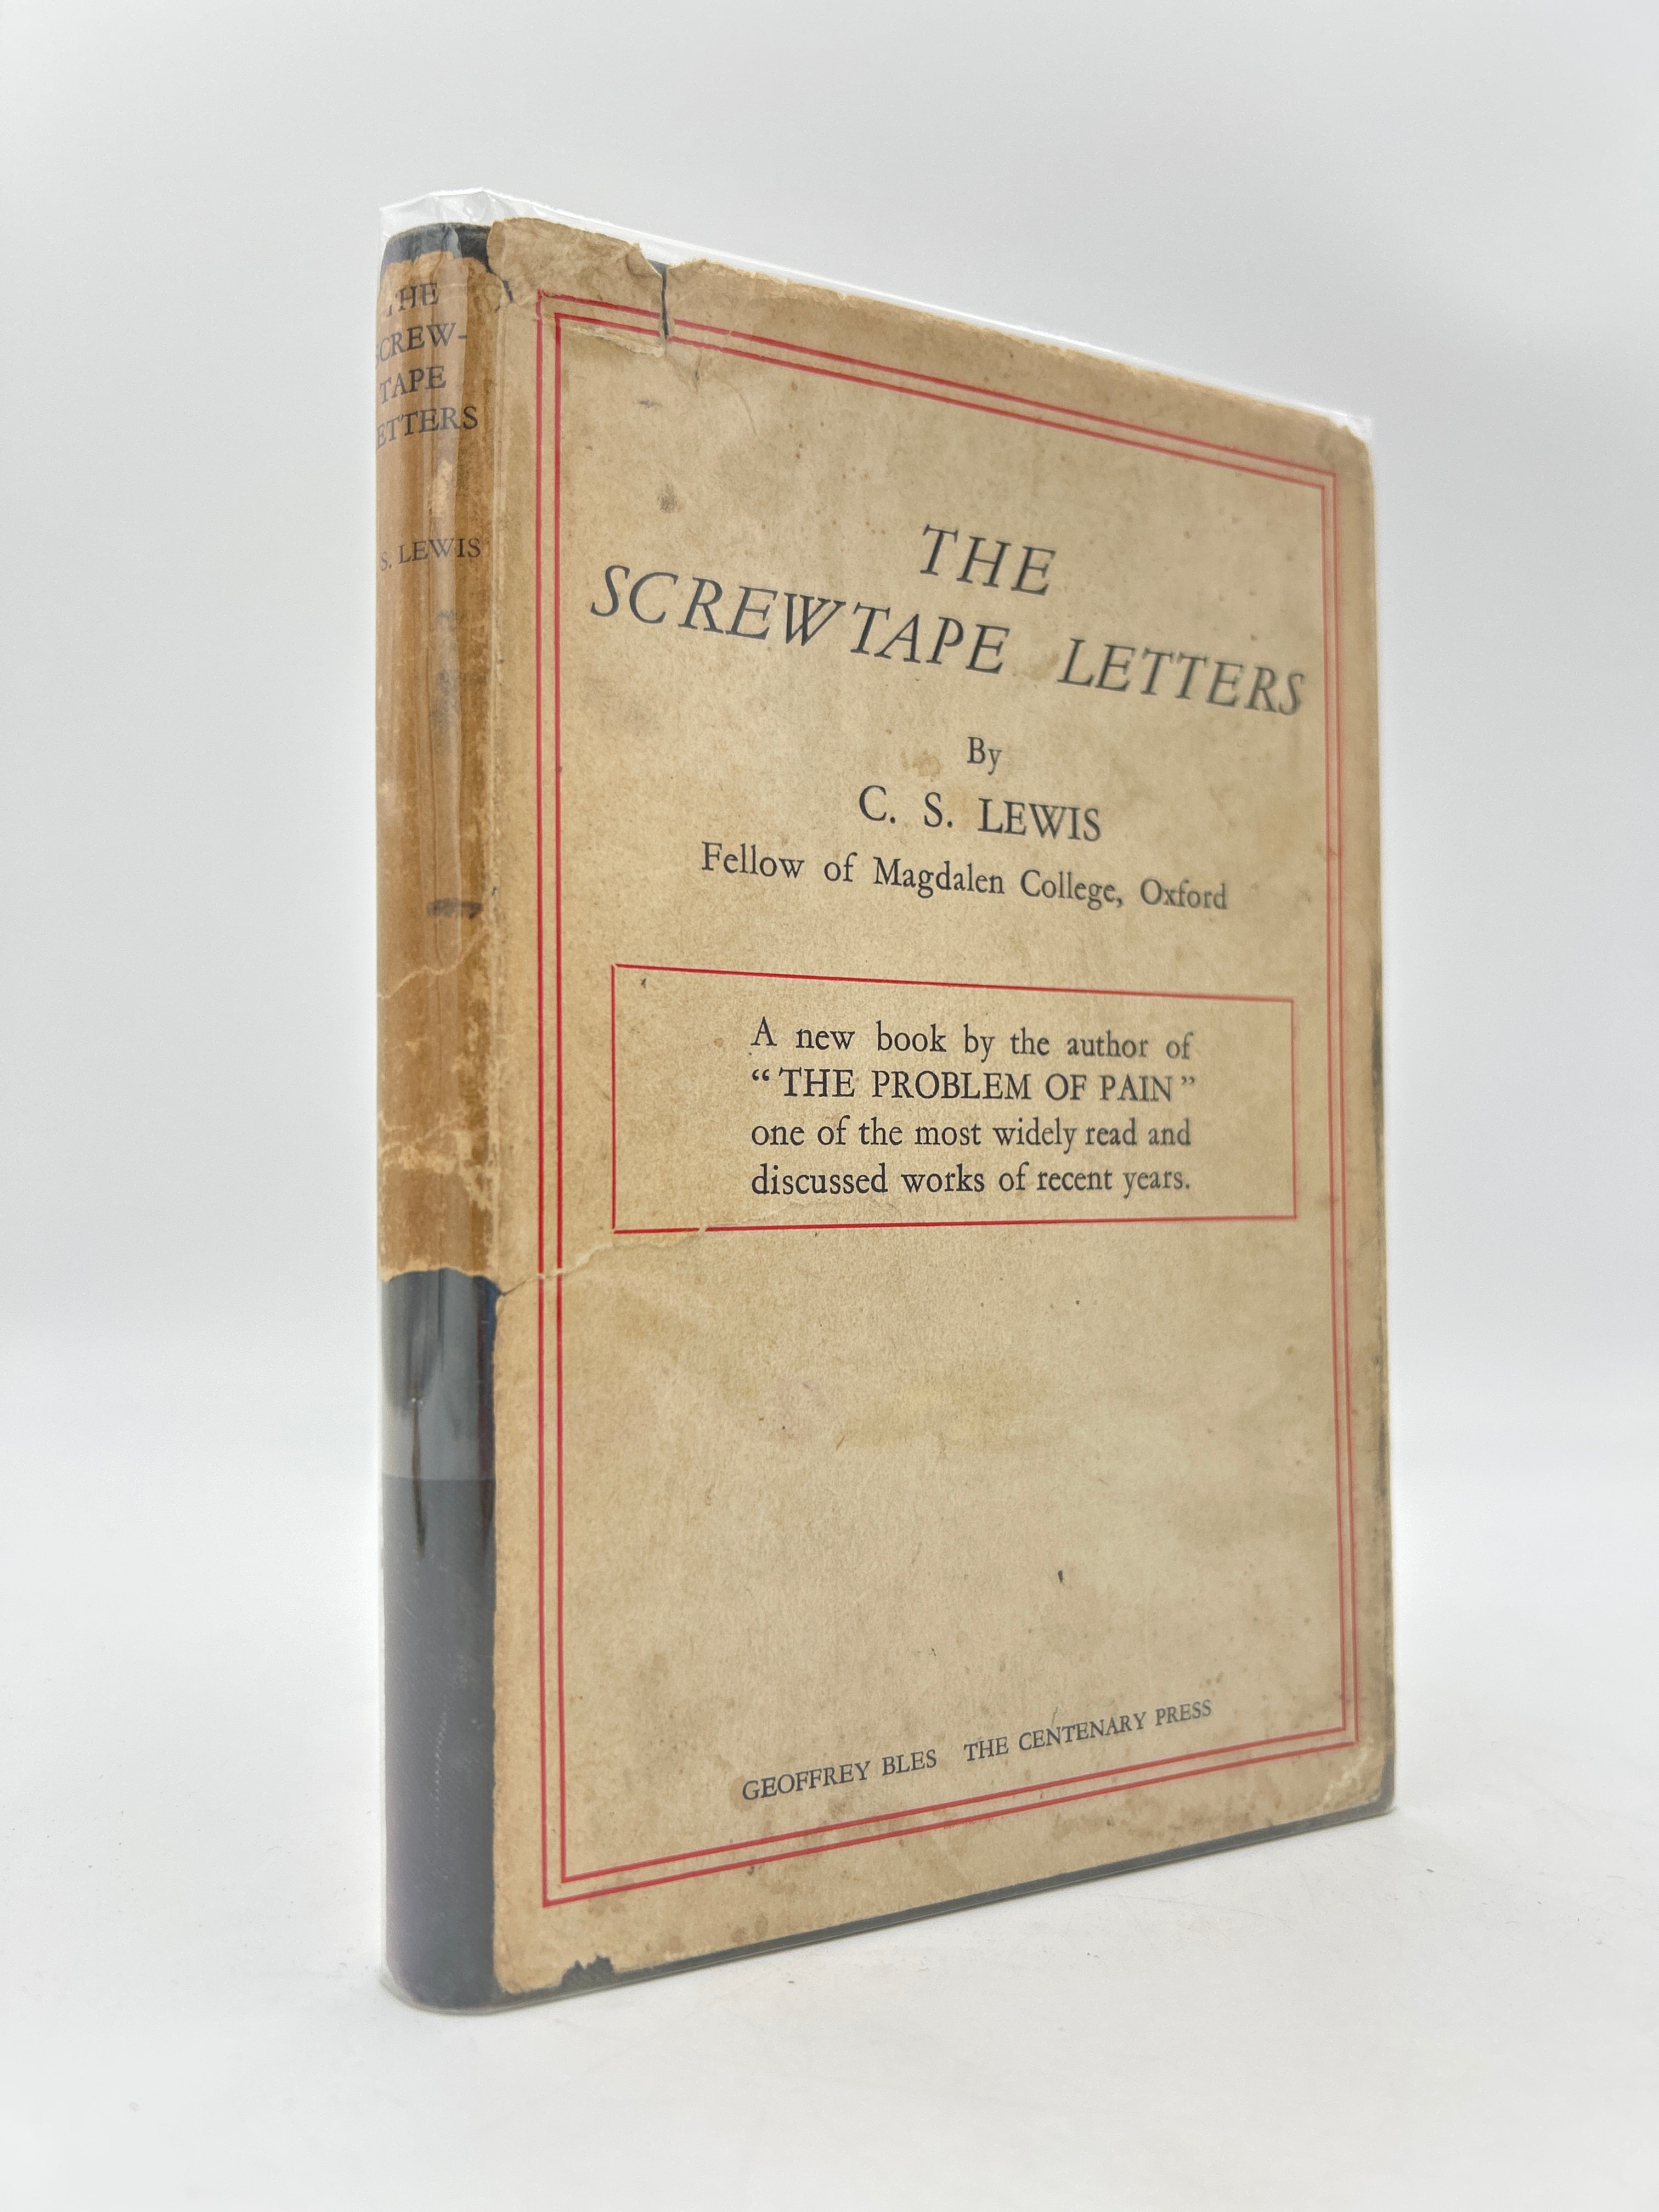 THE
SCREW-
TAPE
ETTERS
S. LEWIS
THE
SCREWTAPE LETTERS
By
C. S. LEWIS
Fellow of Magdalen College, Oxford
A new book by the author of
“THE PROBLEM OF PAIN”
one of the most widely read and
discussed works of recent years.
GEOFFREY BLES THE CENTENARY PRESS